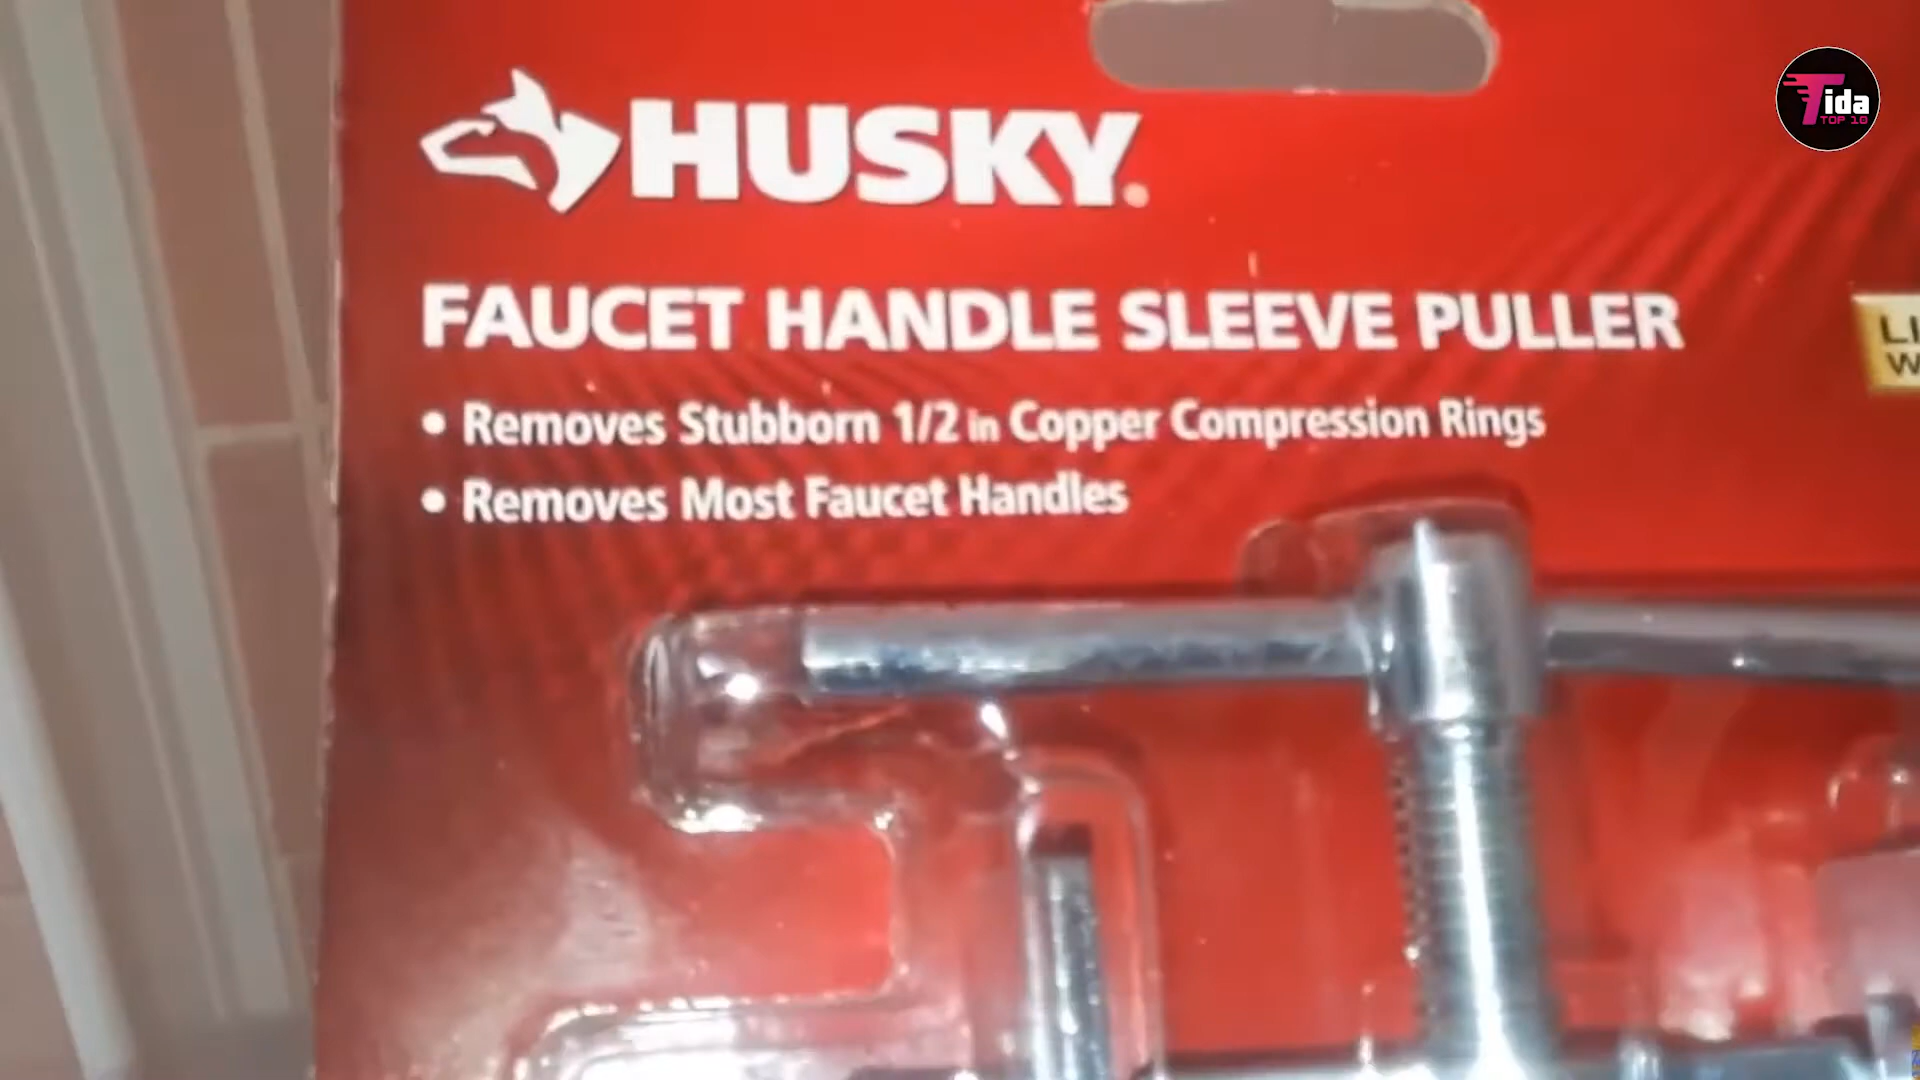 HUSKY
FAUCET HANDLE SLEEVE PULLER
• Removes Stubborn 1/2 in Copper Compression Rings
• Removes Most Faucet Handles
Tida
TOP 10